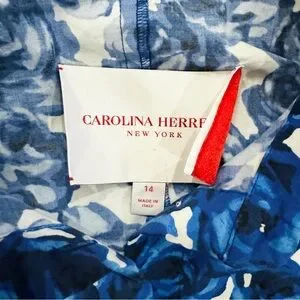 CAROLINA HERRE
NEW YORK
14
MADE IN
ITALY